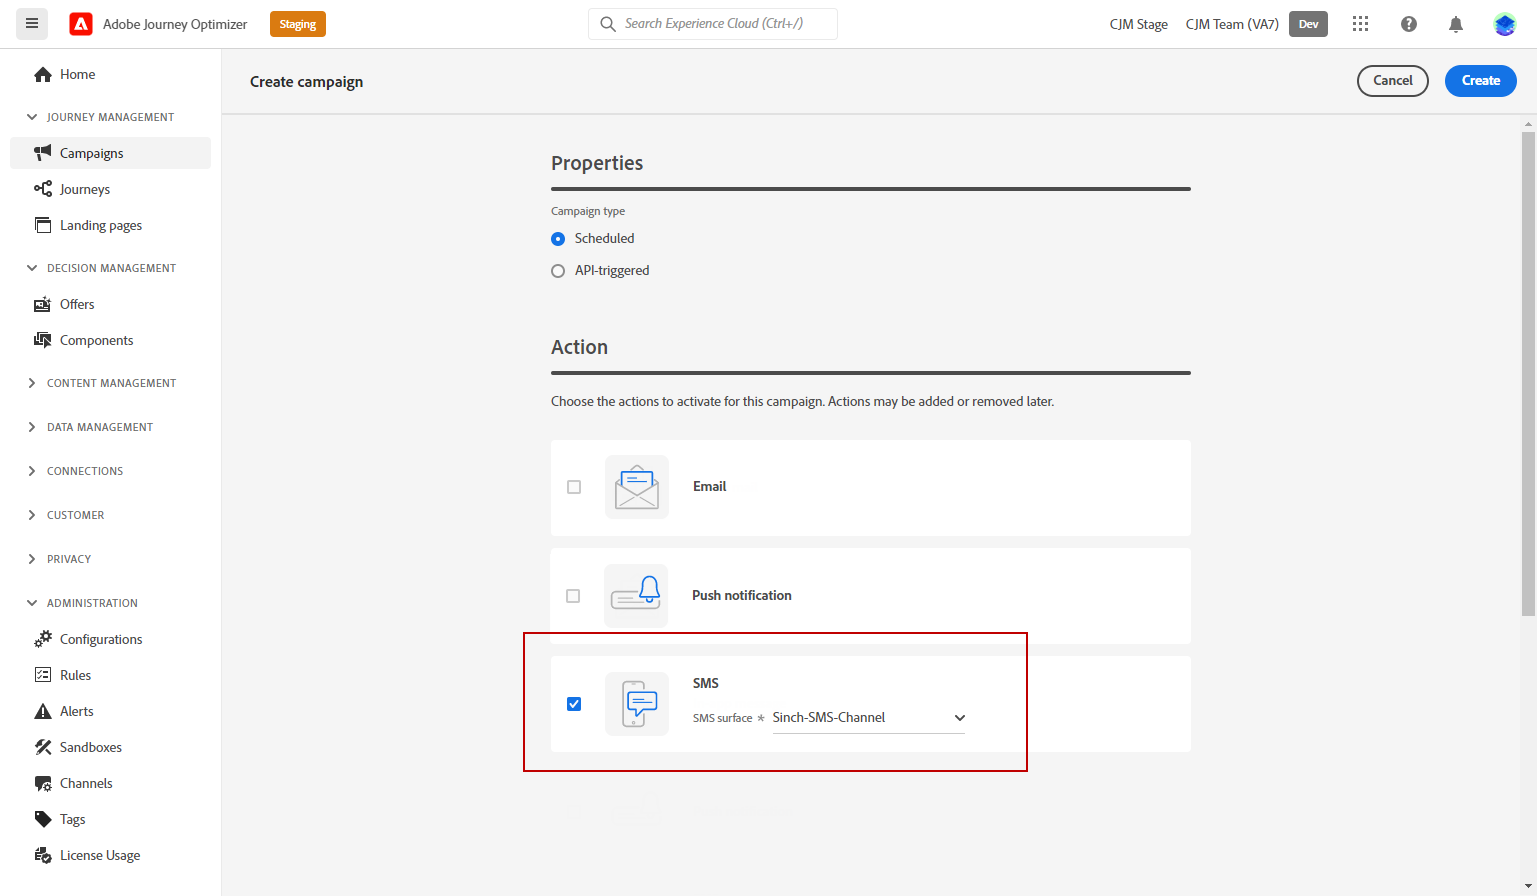 Adobe Journey Optimizer
Staging
Search Experience Cloud (Ctrl+/)
CJM Stage
CJM Team (VA7)
Dev
Home
JOURNEY MANAGEMENT
Campaigns
Journeys
Landing pages
DECISION MANAGEMENT
Offers
Components
CONTENT MANAGEMENT
DATA MANAGEMENT
CONNECTIONS
CUSTOMER
PRIVACY
ADMINISTRATION
Configurations
Rules
Alerts
Sandboxes
Channels
Tags
License Usage
Create campaign
Cancel
Create
Properties
Campaign type
Scheduled
API-triggered
Action
Choose the actions to activate for this campaign. Actions may be added or removed later.
Email
Push notification
SMS
SMS surface * Sinch-SMS-Channel